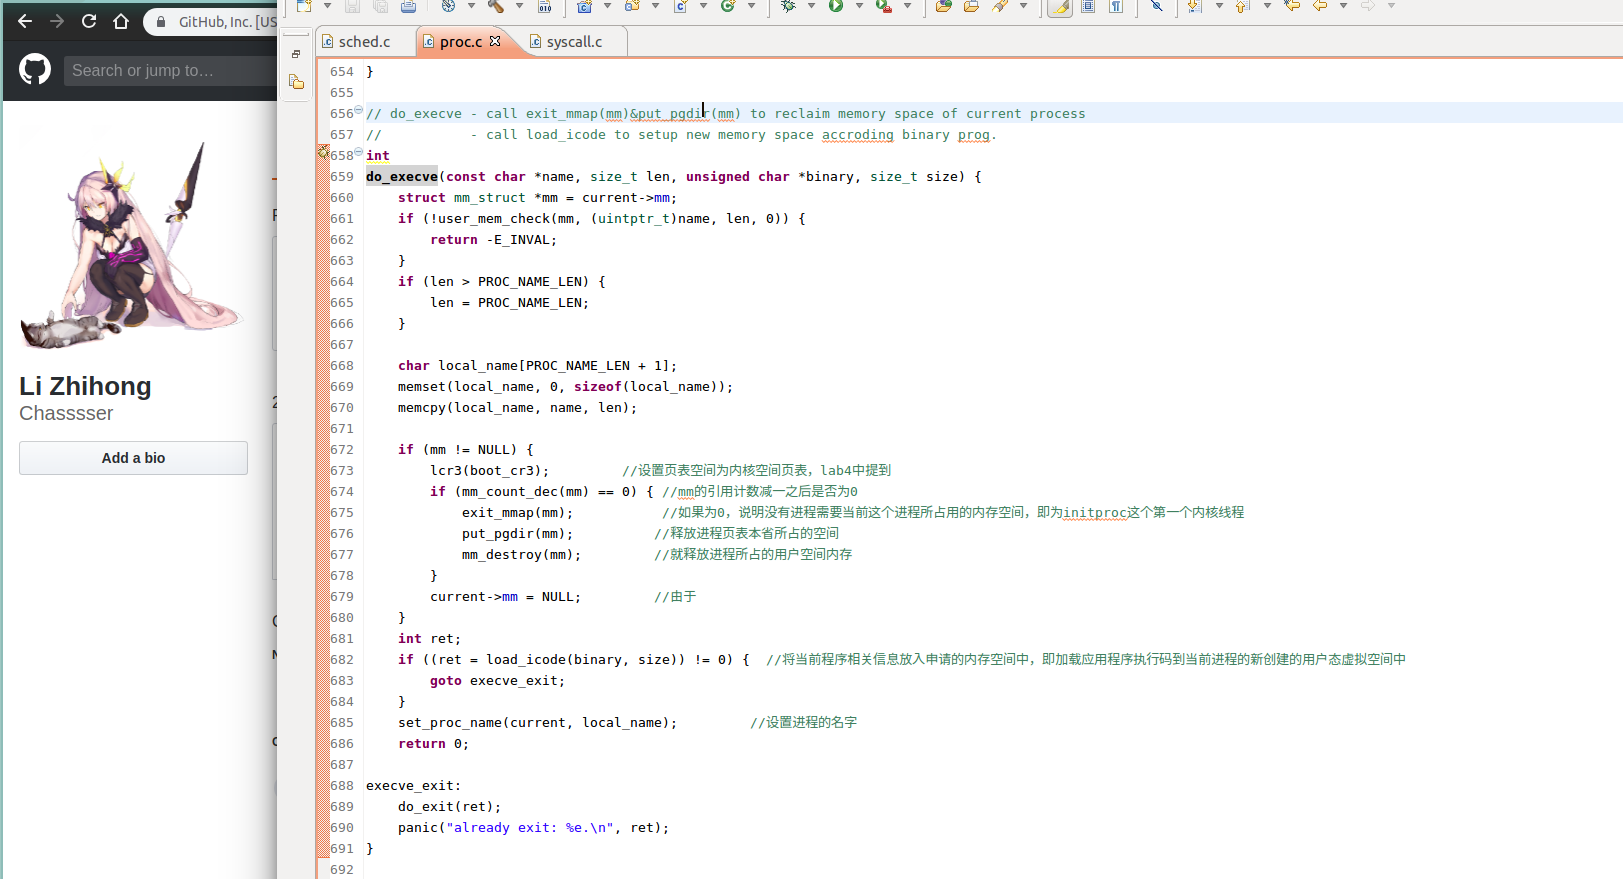 GitHub, Inc. [US
Search or jump to…
Li Zhihong
Chasssser
Add a bio
sched.c
proc.c
syscall.c
654 }
655
656 // do_execve - call exit_mmap(mm)&put_pgdir(mm) to reclaim memory space of current process
657 //           - call load_icode to setup new memory space accroding binary prog.
658 int
659 do_execve(const char *name, size_t len, unsigned char *binary, size_t size) {
660     struct mm_struct *mm = current->mm;
661     if (!user_mem_check(mm, (uintptr_t)name, len, 0)) {
662         return -E_INVAL;
663     }
664     if (len > PROC_NAME_LEN) {
665         len = PROC_NAME_LEN;
666     }
667
668     char local_name[PROC_NAME_LEN + 1];
669     memset(local_name, 0, sizeof(local_name));
670     memcpy(local_name, name, len);
671
672     if (mm != NULL) {
673         lcr3(boot_cr3);         //设置页表空间为内核空间页表，lab4中提到
674         if (mm_count_dec(mm) == 0) { //mm的引用计数减一之后是否为0
675             exit_mmap(mm);           //如果为0，说明没有进程需要当前这个进程所占用的内存空间，即为initproc这个第一个内核线程
676             put_pgdir(mm);          //释放进程页表本省所占的空间
677             mm_destroy(mm);         //就释放进程所占的用户空间内存
678         }
679         current->mm = NULL;         //由于
680     }
681     int ret;
682     if ((ret = load_icode(binary, size)) != 0) {  //将当前程序相关信息放入申请的内存空间中，即加载应用程序执行码到当前进程的新创建的用户态虚拟空间中
683         goto execve_exit;
684     }
685     set_proc_name(current, local_name);         //设置进程的名字
686     return 0;
687
688 execve_exit:
689     do_exit(ret);
690     panic("already exit: %e.\n", ret);
691 }
692